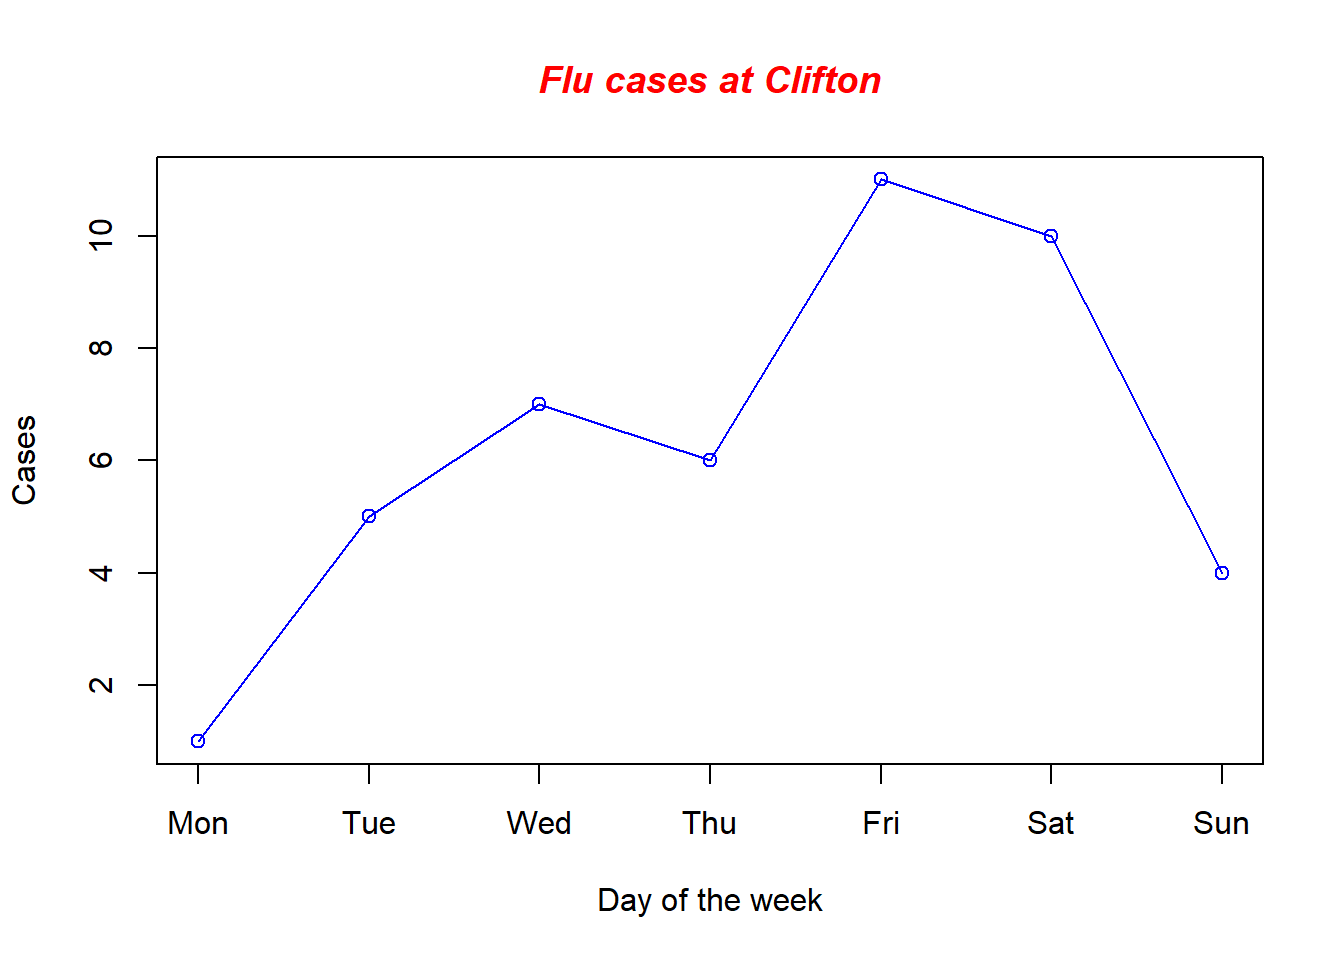 Flu cases at Clifton
Cases
10
8
6
4
2
Mon Tue Wed Thu Fri Sat Sun
Day of the week